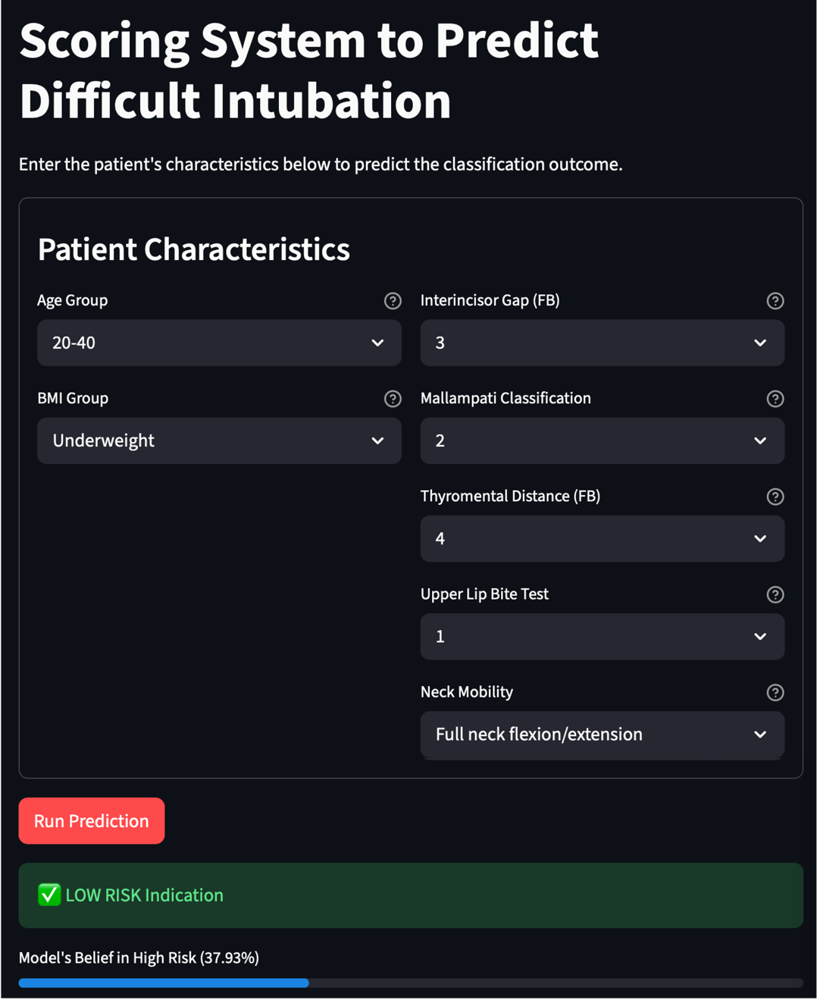 Scoring System to Predict
Difficult Intubation
Enter the patient's characteristics below to predict the classification outcome.
Patient Characteristics
Age Group
20-40
BMI Group
Underweight
Interincisor Gap (FB)
3
Mallampati Classification
2
Thyromental Distance (FB)
4
Upper Lip Bite Test
1
Neck Mobility
Full neck flexion/extension
Run Prediction
✅ LOW RISK Indication
Model's Belief in High Risk (37.93%)